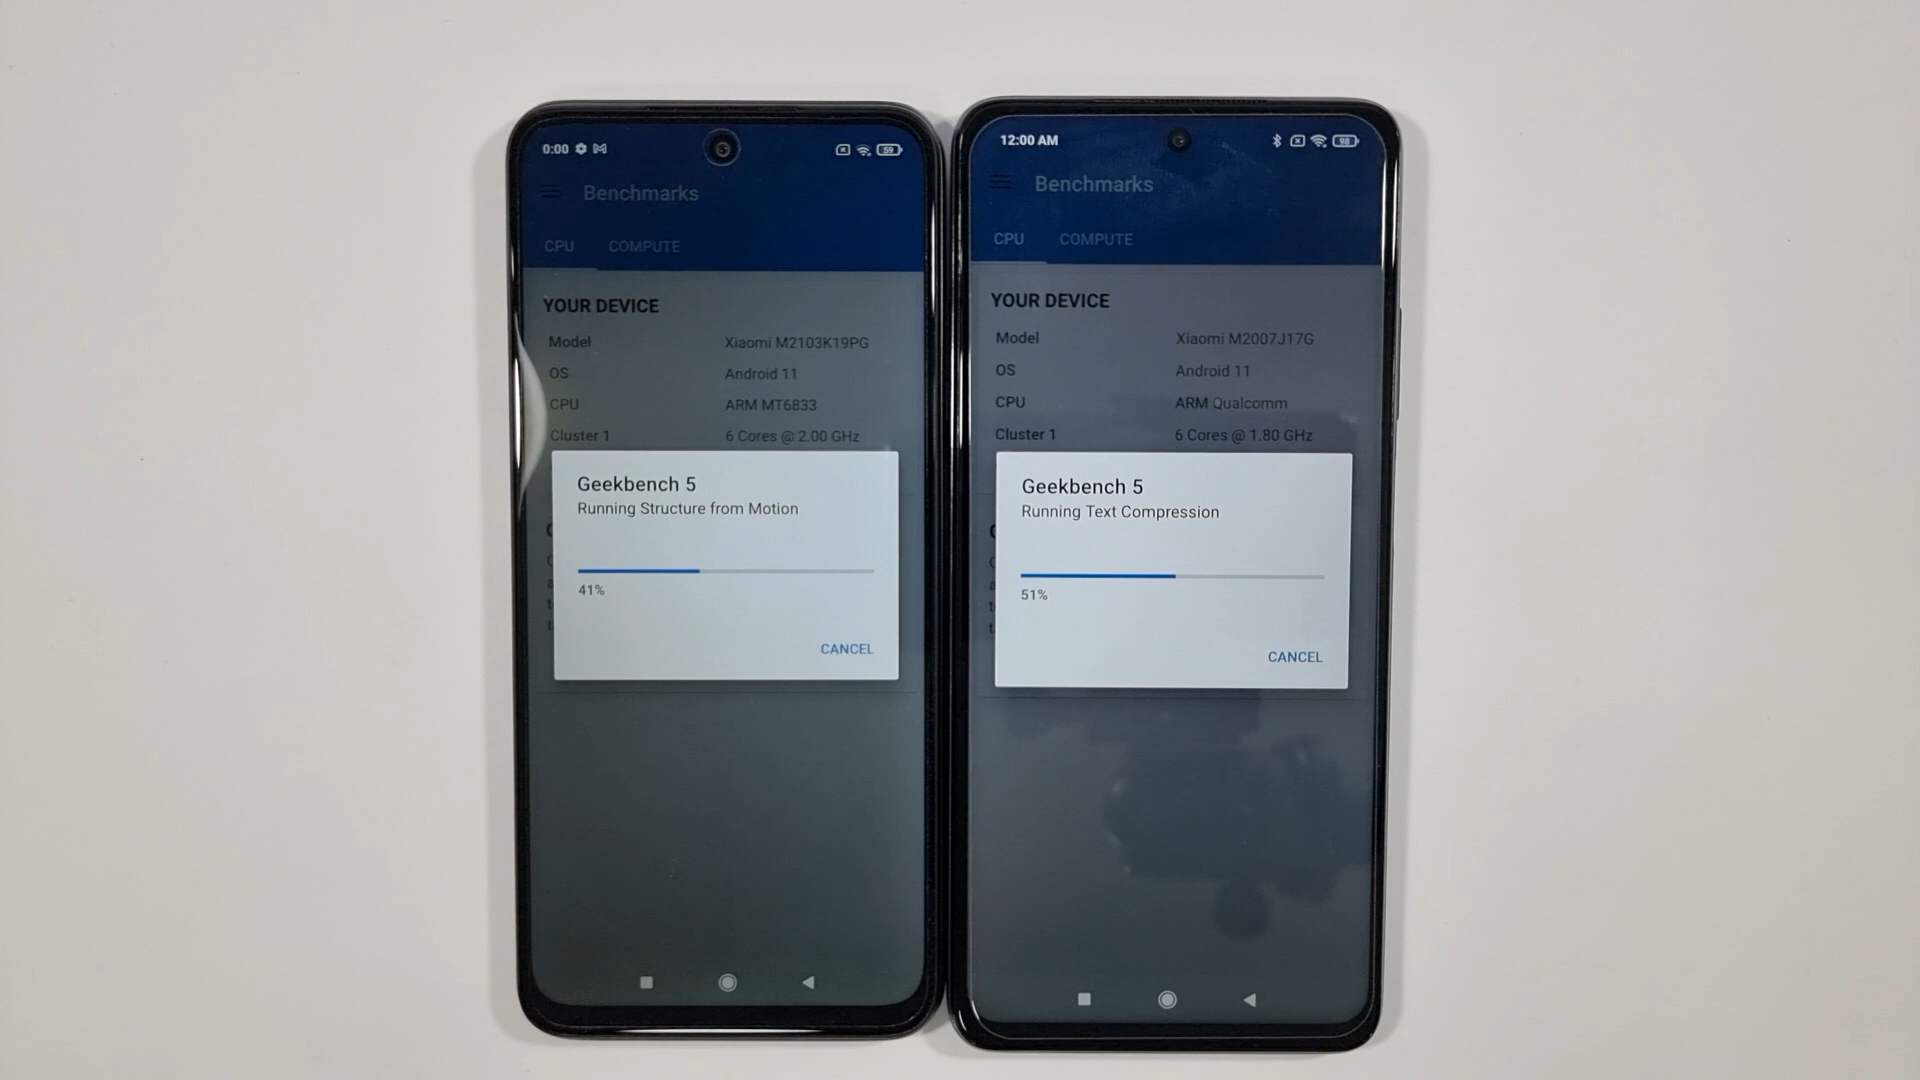 0:00
59
Benchmarks
CPU COMPUTE
YOUR DEVICE
Model Xiaomi M2103K19PG
OS Android 11
CPU ARM MT6833
Cluster 1 6 Cores @ 2.00 GHz
Geekbench 5
Running Structure from Motion
41%
CANCEL
12:00 AM
98
Benchmarks
CPU COMPUTE
YOUR DEVICE
Model Xiaomi M2007J17G
OS Android 11
CPU ARM Qualcomm
Cluster 1 6 Cores @ 1.80 GHz
Geekbench 5
Running Text Compression
51%
CANCEL